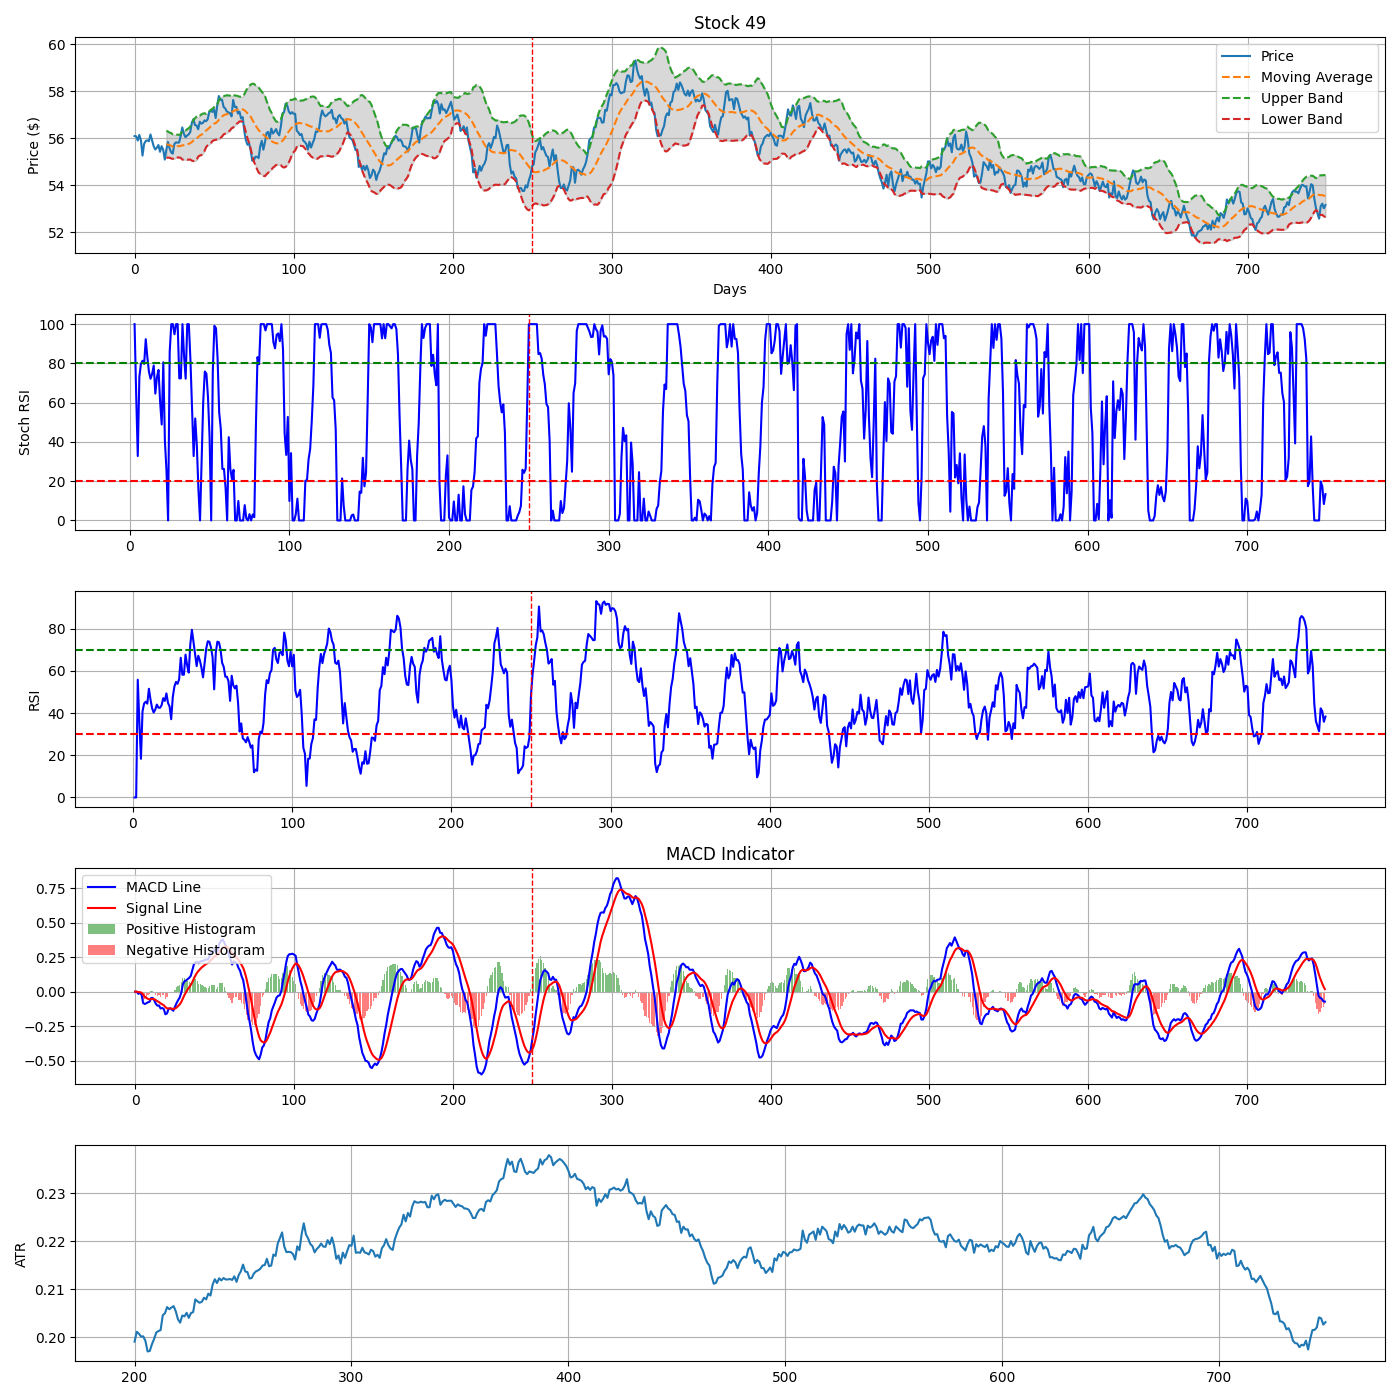 Stock 49
60
58
56
54
52
Price ($)
Price
Moving Average
Upper Band
Lower Band
0 100 200 300 400 500 600 700
Days
100
80
60
40
20
0
Stoch RSI
0 100 200 300 400 500 600 700
80
60
40
20
0
RSI
0 100 200 300 400 500 600 700
MACD Indicator
0.75
0.50
0.25
0.00
−0.25
−0.50
MACD Line
Signal Line
Positive Histogram
Negative Histogram
0 100 200 300 400 500 600 700
0.23
0.22
0.21
0.20
ATR
200 300 400 500 600 700